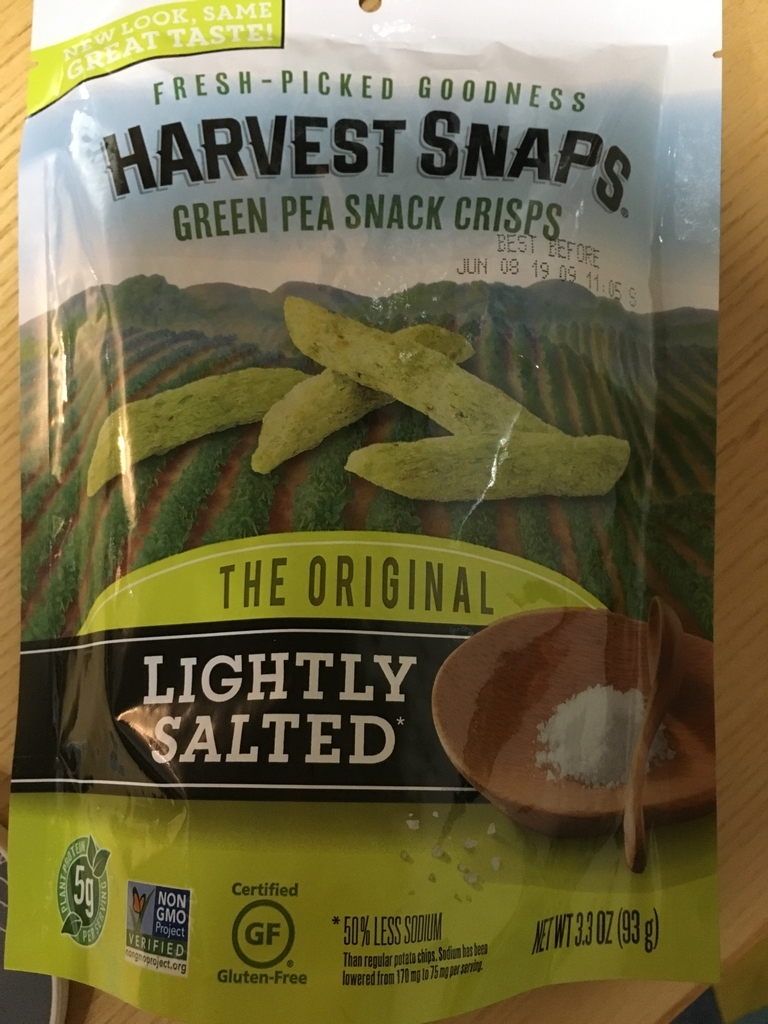 NEW LOOK, SAME
GREAT TASTE!
FRESH-PICKED GOODNESS
HARVEST SNAPS®
GREEN PEA SNACK CRISPS
BEST BEFORE
JUN 08 19 09 11:05 S
THE ORIGINAL
LIGHTLY
SALTED*
PLANT PROTEIN
5g
PER SERVING
NON
GMO
Project
VERIFIED
nongmoproject.org
Certified
GF®
Gluten-Free
* 50% LESS SODIUM
Than regular potato chips. Sodium has been
lowered from 170 mg to 75 mg per serving.
NET WT 3.3 OZ (93 g)